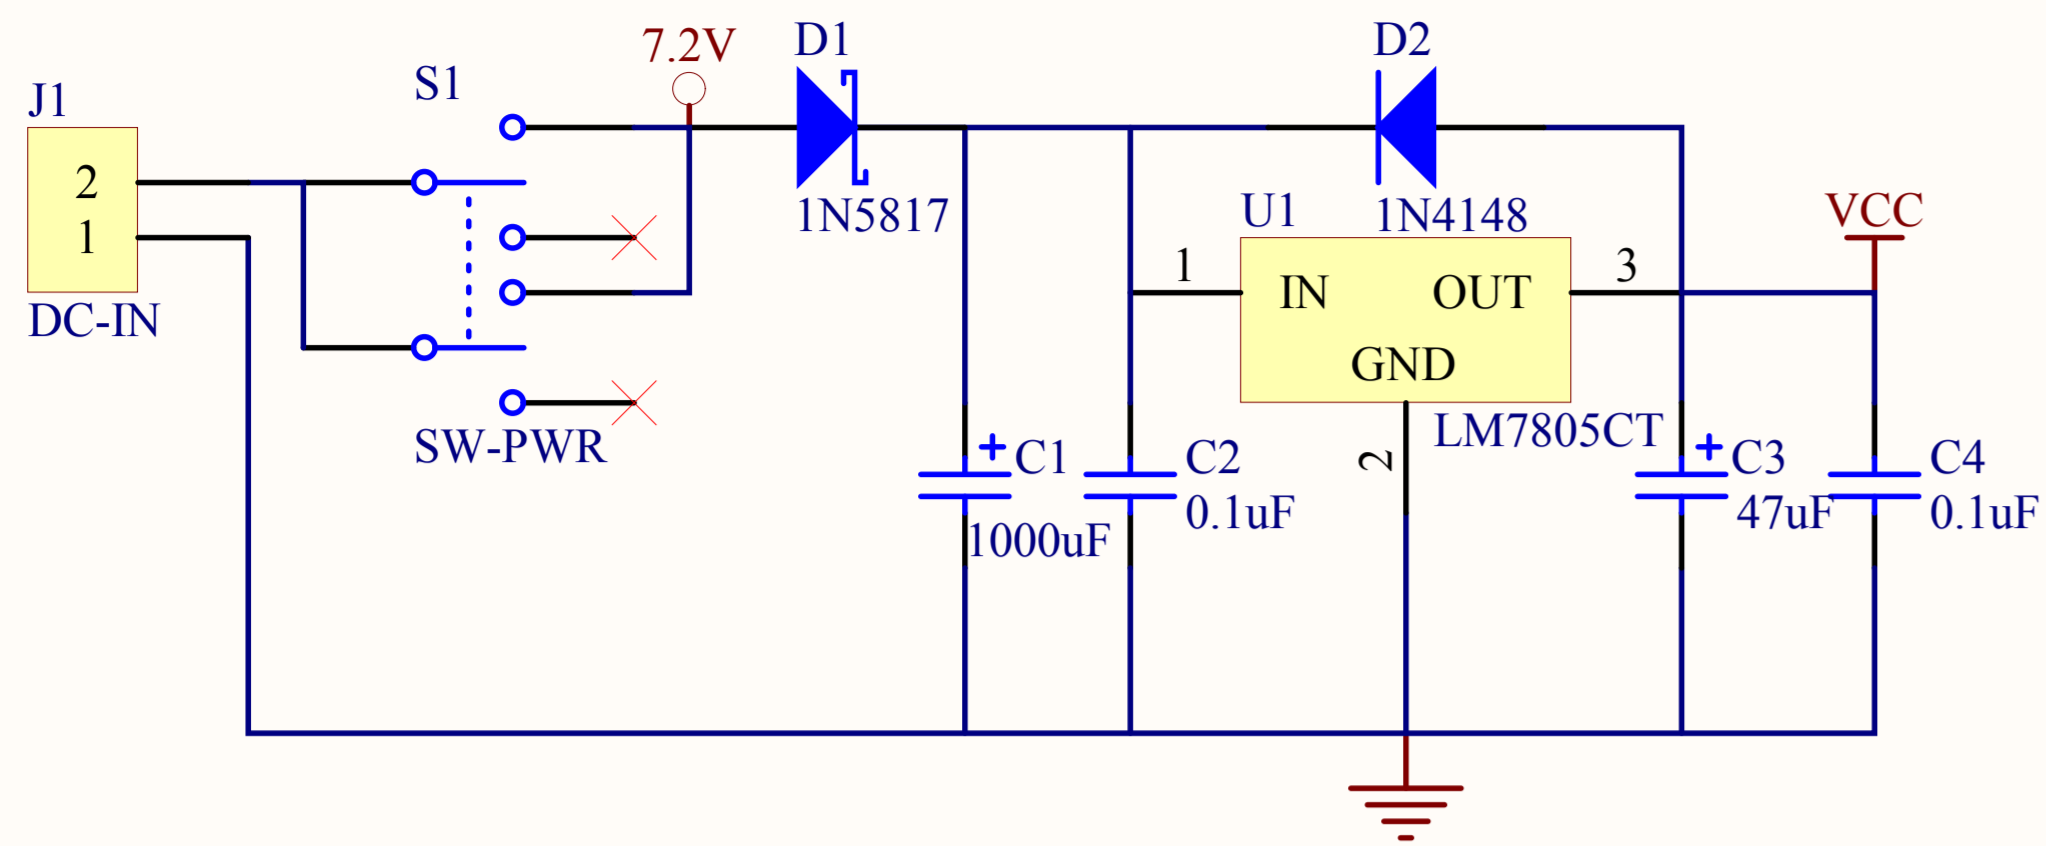 J1
2
1
DC-IN
S1
SW-PWR
7.2V
D1
1N5817
D2
1N4148
U1
1
IN
OUT
3
GND
2
LM7805CT
VCC
+
C1
1000uF
C2
0.1uF
+
C3
47uF
C4
0.1uF